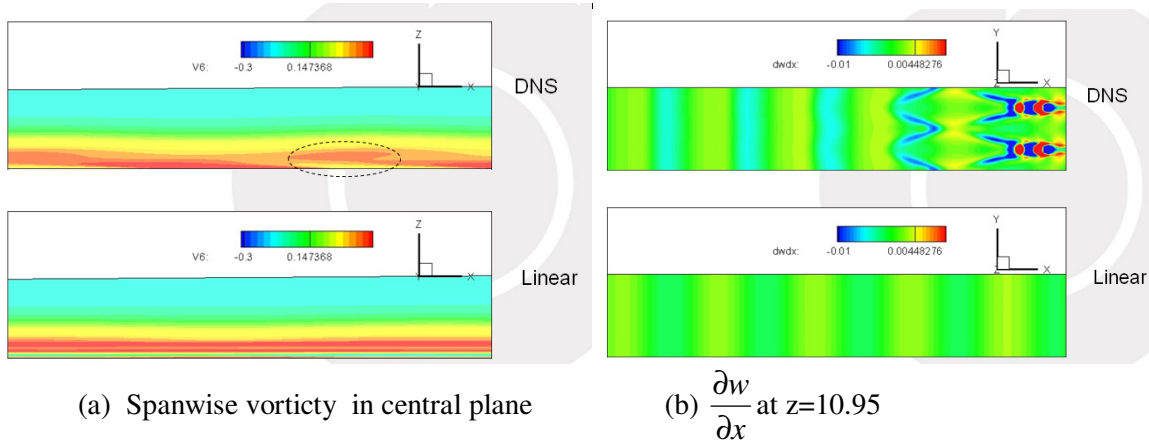 Z
V6: -0.3 0.147368
X
DNS
Z
V6: -0.3 0.147368
X
Linear
(a) Spanwise vorticty in central plane
Y
dwdx: -0.01 0.00448276
Z X
DNS
Y
dwdx: -0.01 0.00448276
Z X
Linear
(b) ∂w/∂x at z=10.95